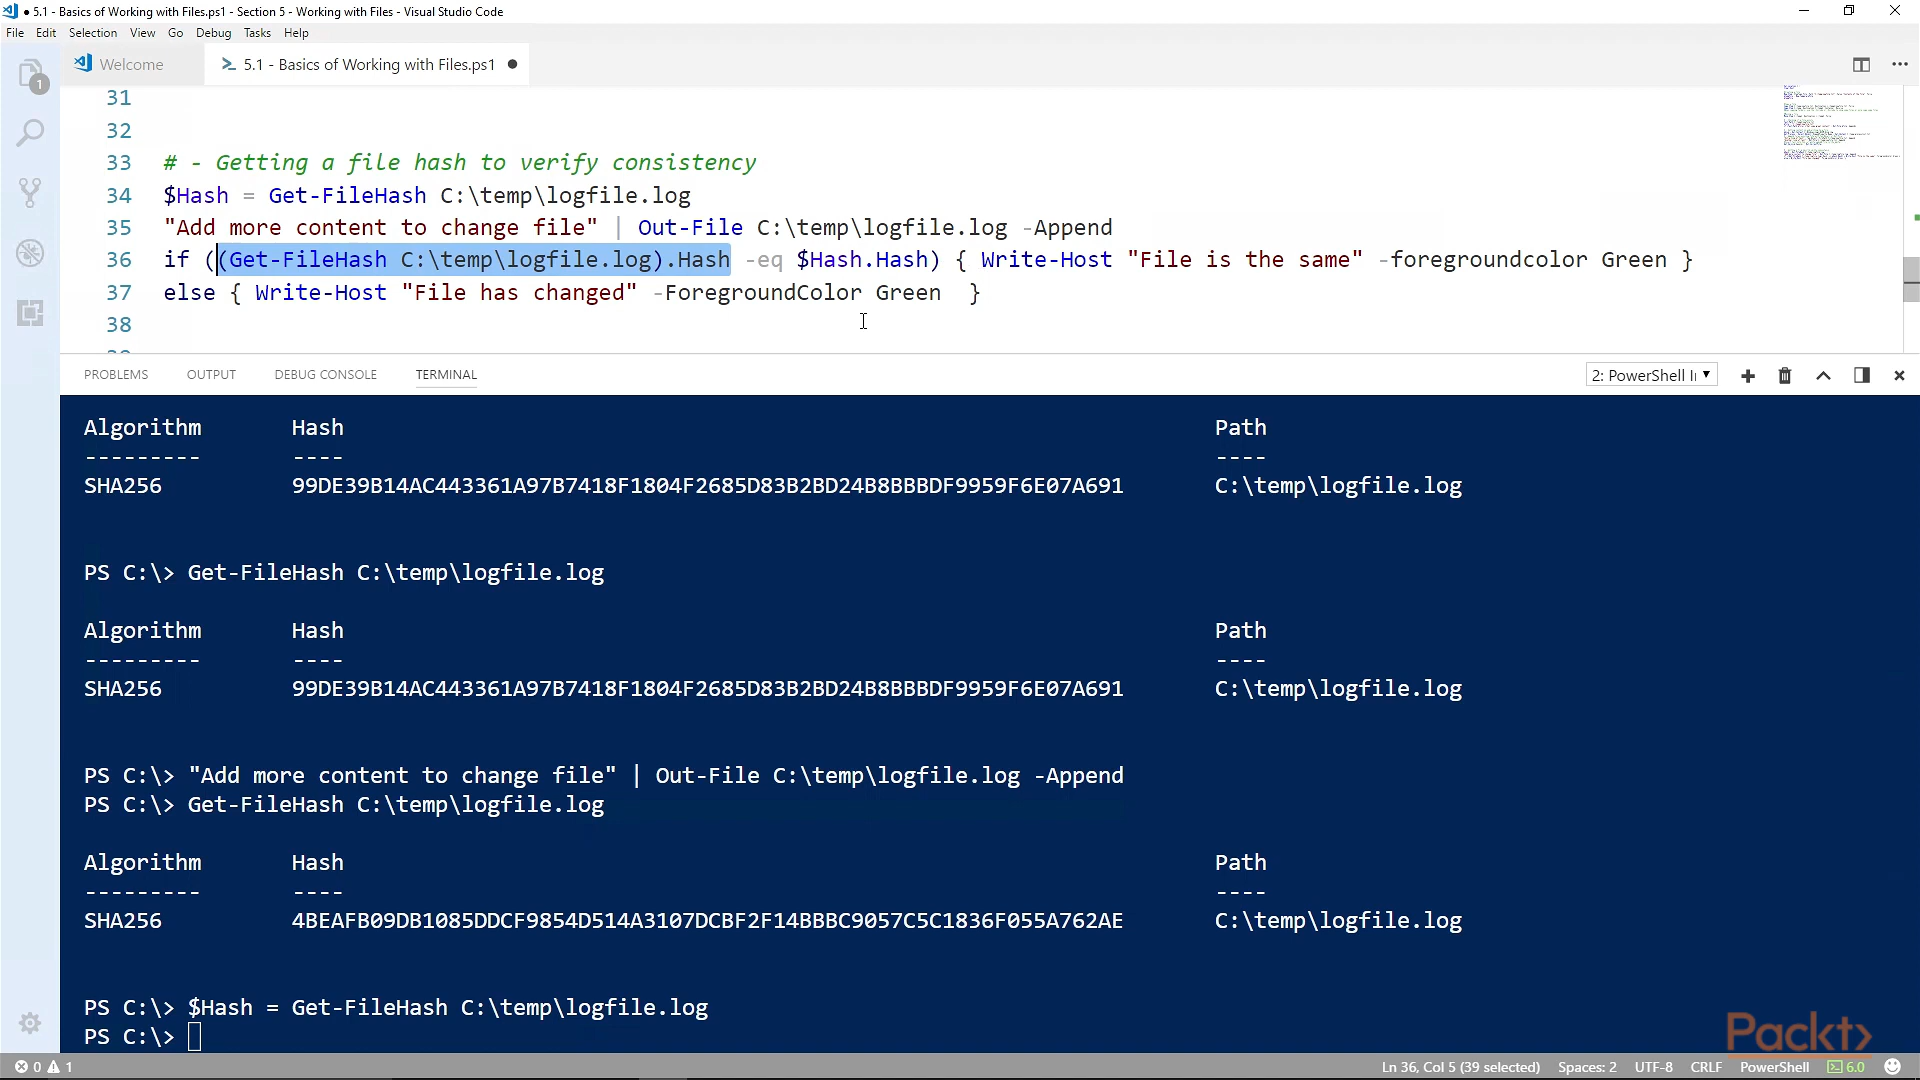 5.1 - Basics of Working with Files.ps1 - Section 5 - Working with Files - Visual Studio Code
File Edit Selection View Go Debug Tasks Help
Welcome
5.1 - Basics of Working with Files.ps1
1
31
32
33 # - Getting a file hash to verify consistency
34 $Hash = Get-FileHash C:\temp\logfile.log
35 "Add more content to change file" | Out-File C:\temp\logfile.log -Append
36 if ((Get-FileHash C:\temp\logfile.log).Hash -eq $Hash.Hash) { Write-Host "File is the same" -foregroundcolor Green }
37 else { Write-Host "File has changed" -ForegroundColor Green  }
38
PROBLEMS OUTPUT DEBUG CONSOLE TERMINAL
2: PowerShell I
Algorithm Hash Path
--------- ---- ----
SHA256 99DE39B14AC443361A97B7418F1804F2685D83B2BD24B8BBBDF9959F6E07A691 C:\temp\logfile.log
PS C:\> Get-FileHash C:\temp\logfile.log
Algorithm Hash Path
--------- ---- ----
SHA256 99DE39B14AC443361A97B7418F1804F2685D83B2BD24B8BBBDF9959F6E07A691 C:\temp\logfile.log
PS C:\> "Add more content to change file" | Out-File C:\temp\logfile.log -Append
PS C:\> Get-FileHash C:\temp\logfile.log
Algorithm Hash Path
--------- ---- ----
SHA256 4BEAFB09DB1085DDCF9854D514A3107DCBF2F14BBBC9057C5C1836F055A762AE C:\temp\logfile.log
PS C:\> $Hash = Get-FileHash C:\temp\logfile.log
PS C:\>
Packt>
0 1 Ln 36, Col 5 (39 selected) Spaces: 2 UTF-8 CRLF PowerShell 6.0